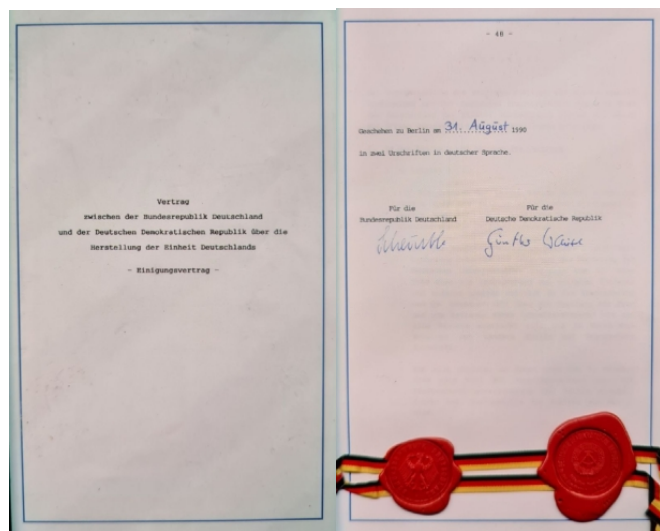 Vertrag
zwischen der Bundesrepublik Deutschland
und der Deutschen Demokratischen Republik über die
Herstellung der Einheit Deutschlands
- Einigungsvertrag -
- 48 -
Geschehen zu Berlin am 31. August 1990
in zwei Urschriften in deutscher Sprache.
Für die
Bundesrepublik Deutschland
Schäuble
Für die
Deutsche Demokratische Republik
Günther Krause